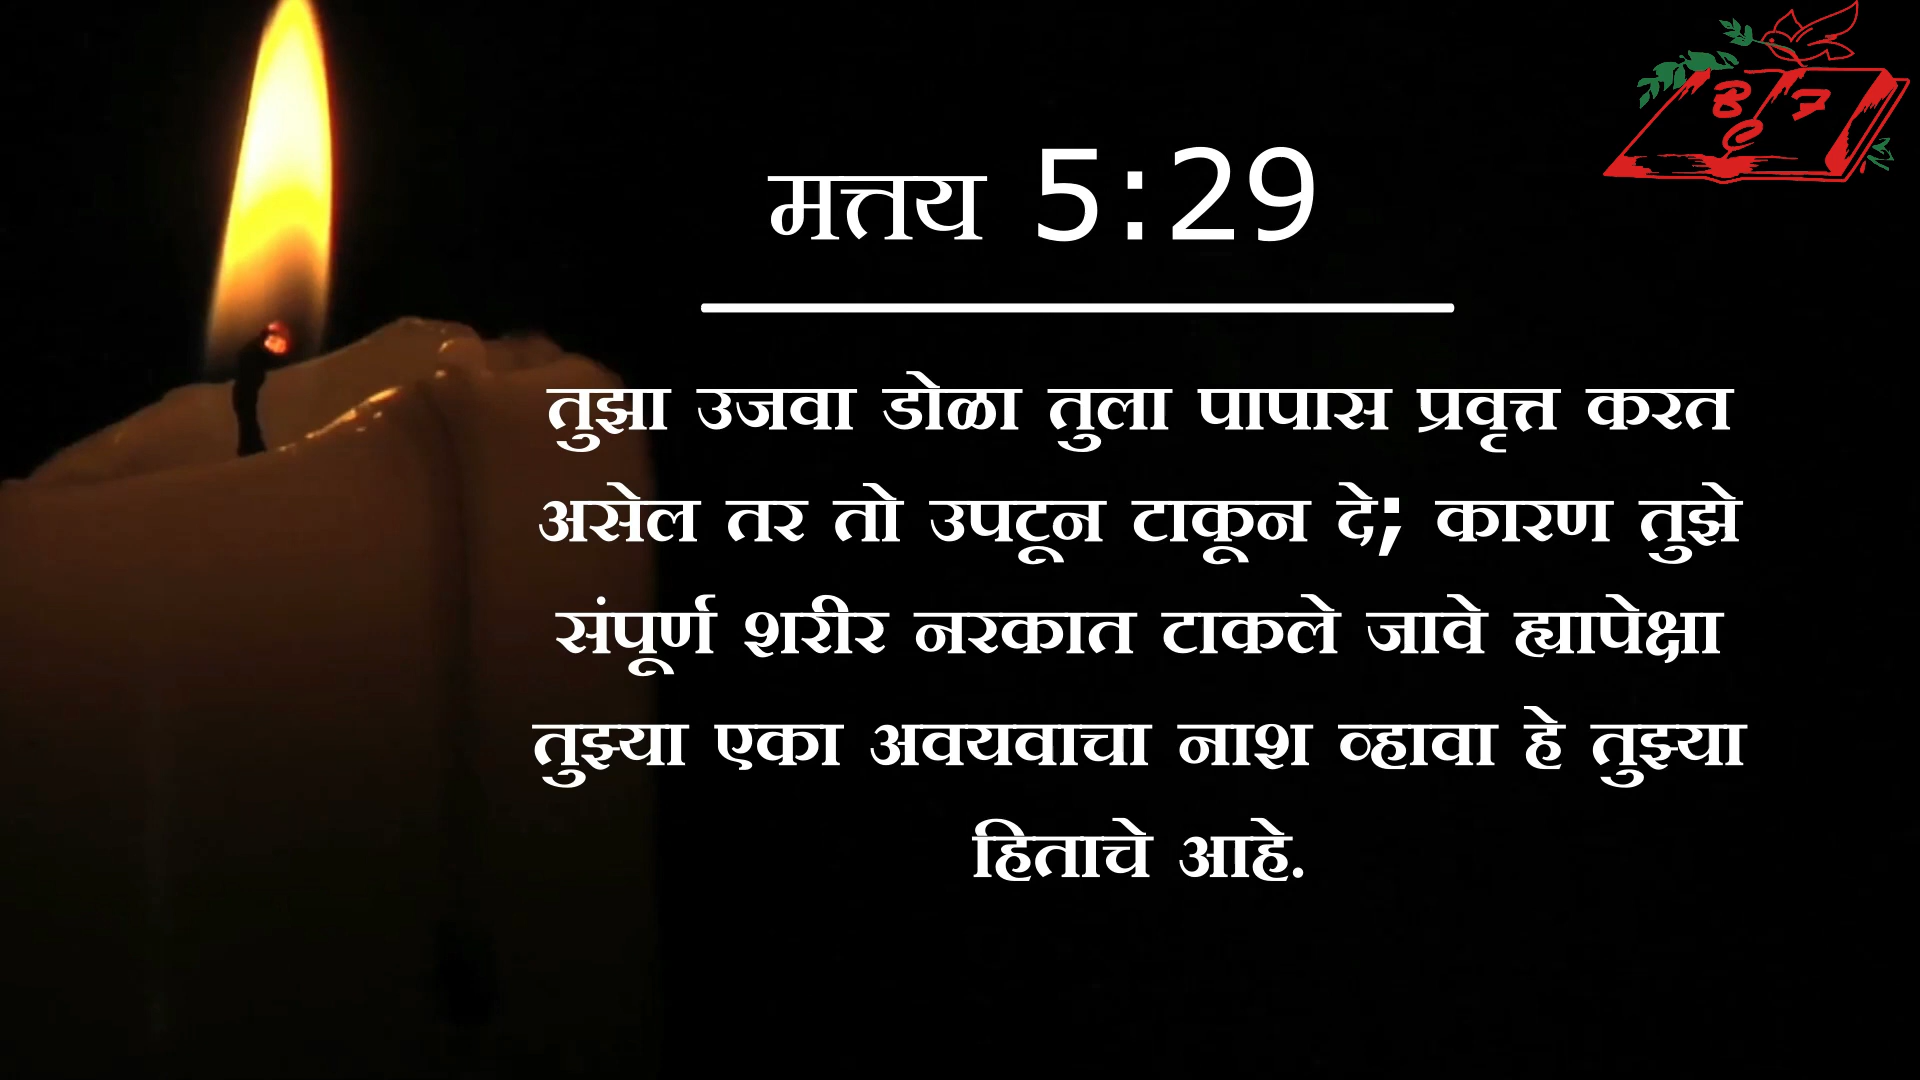 B F
C
मत्तय 5:29
तुझा उजवा डोळा तुला पापास प्रवृत्त करत
असेल तर तो उपटून टाकून दे; कारण तुझे
संपूर्ण शरीर नरकात टाकले जावे ह्यापेक्षा
तुझ्या एका अवयवाचा नाश व्हावा हे तुझ्या
हिताचे आहे.